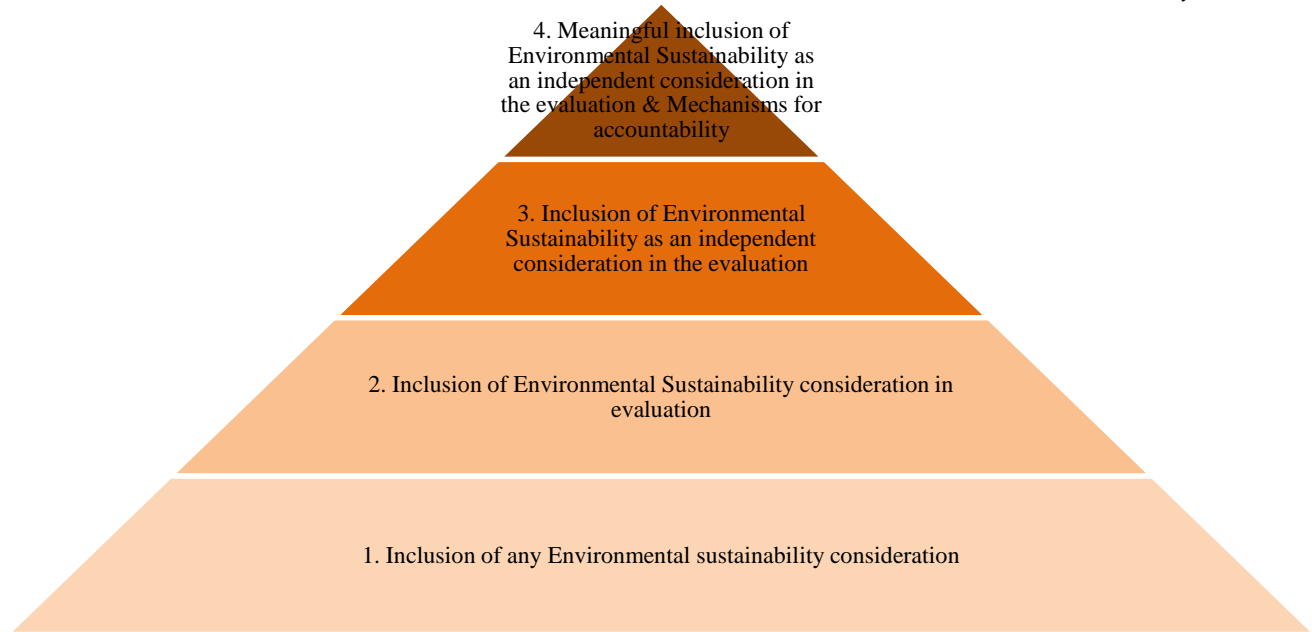 4. Meaningful inclusion of
Environmental Sustainability as
an independent consideration in
the evaluation & Mechanisms for
accountability
3. Inclusion of Environmental
Sustainability as an independent
consideration in the evaluation
2. Inclusion of Environmental Sustainability consideration in
evaluation
1. Inclusion of any Environmental sustainability consideration